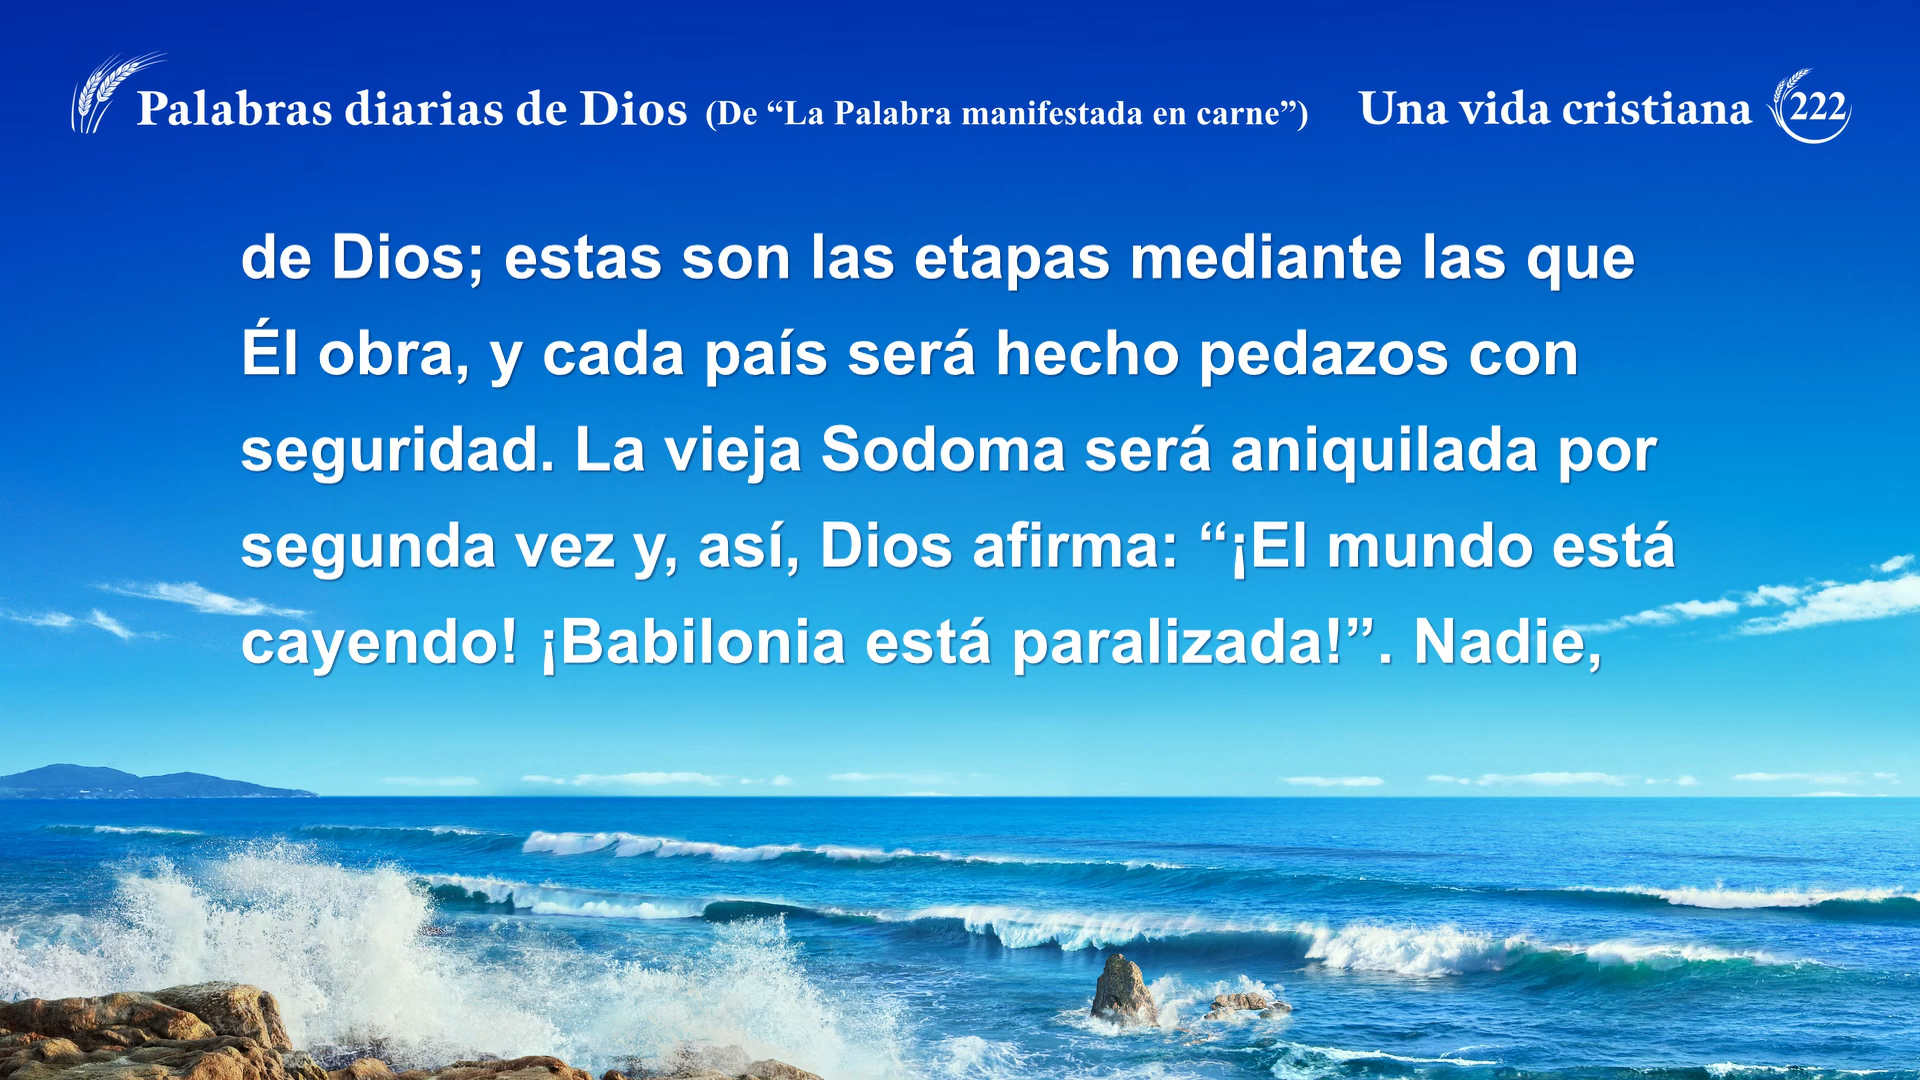 Palabras diarias de Dios (De “La Palabra manifestada en carne”) Una vida cristiana 222
de Dios; estas son las etapas mediante las que
Él obra, y cada país será hecho pedazos con
seguridad. La vieja Sodoma será aniquilada por
segunda vez y, así, Dios afirma: “¡El mundo está
cayendo! ¡Babilonia está paralizada!”. Nadie,